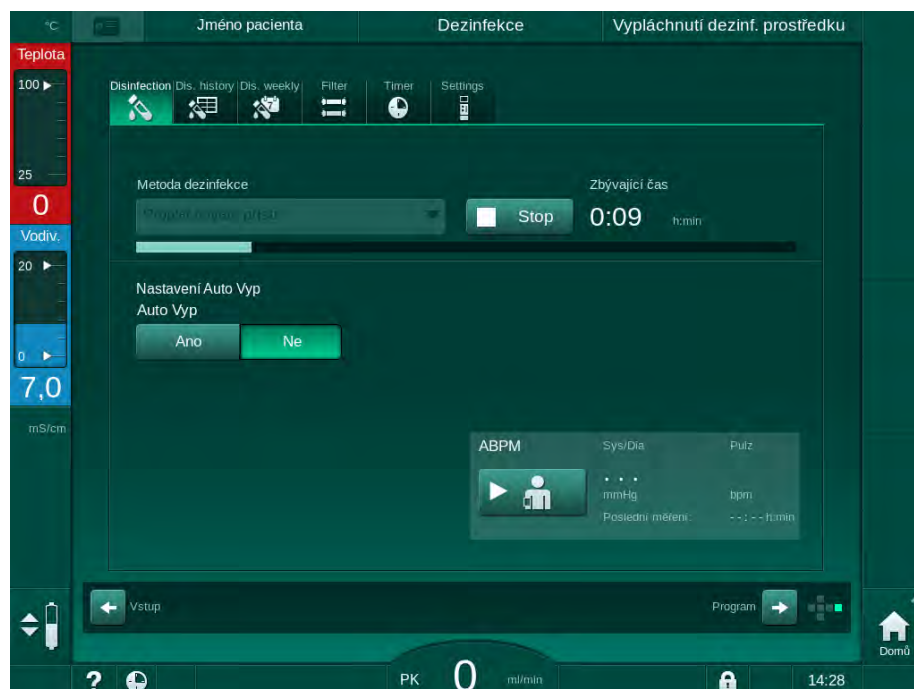 °C Jméno pacienta Dezinfekce Vypláchnutí dezinf. prostředku
Teplota
100
Disinfection Dis. history Dis. weekly Filter Timer Settings
7
25
0
Metoda dezinfekce Zbývající čas
Stop 0:09 h:min
Vodiv.
20
Nastavení Auto Vyp
Auto Vyp
Ano Ne
0
7,0
mS/cm
ABPM Sys/Dia Pulz
. . .
mmHg bpm
Poslední měření: --:-- h:min
Vstup Program
Domů
? PK 0 ml/min 14:28